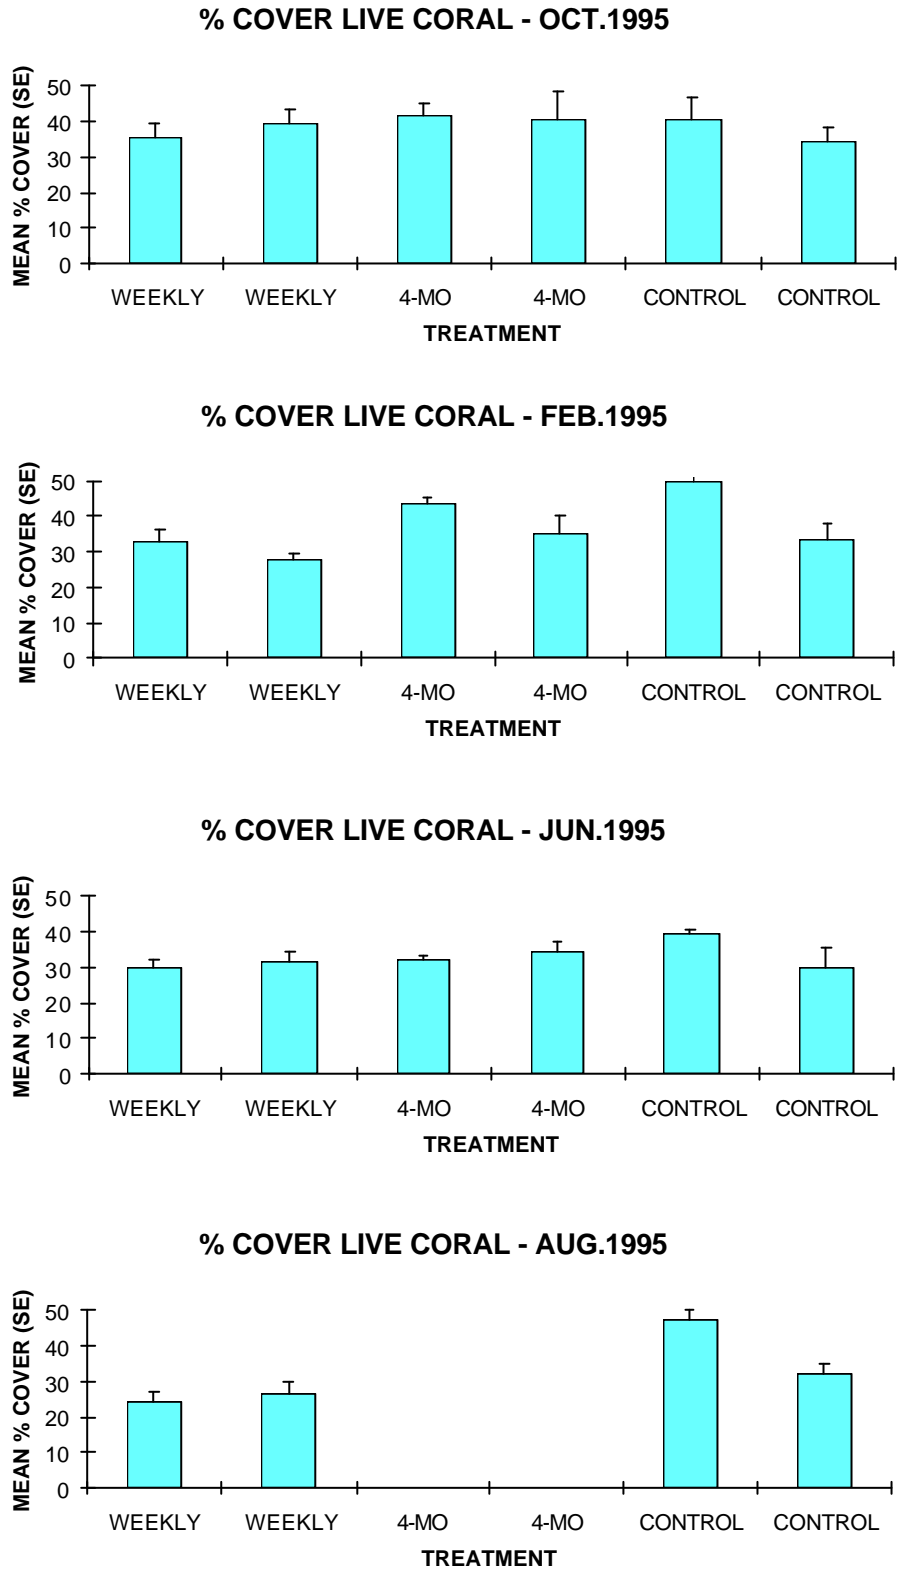 % COVER LIVE CORAL - OCT.1995
MEAN % COVER (SE)
50
40
30
20
10
0
WEEKLY WEEKLY 4-MO 4-MO CONTROL CONTROL
TREATMENT
% COVER LIVE CORAL - FEB.1995
MEAN % COVER (SE)
50
40
30
20
10
0
WEEKLY WEEKLY 4-MO 4-MO CONTROL CONTROL
TREATMENT
% COVER LIVE CORAL - JUN.1995
MEAN % COVER (SE)
50
40
30
20
10
0
WEEKLY WEEKLY 4-MO 4-MO CONTROL CONTROL
TREATMENT
% COVER LIVE CORAL - AUG.1995
MEAN % COVER (SE)
50
40
30
20
10
0
WEEKLY WEEKLY 4-MO 4-MO CONTROL CONTROL
TREATMENT